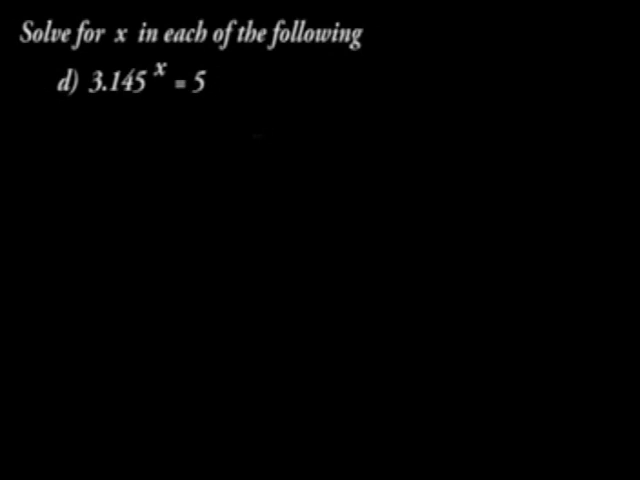 Solve for x in each of the following
d) 3.145 ˣ = 5